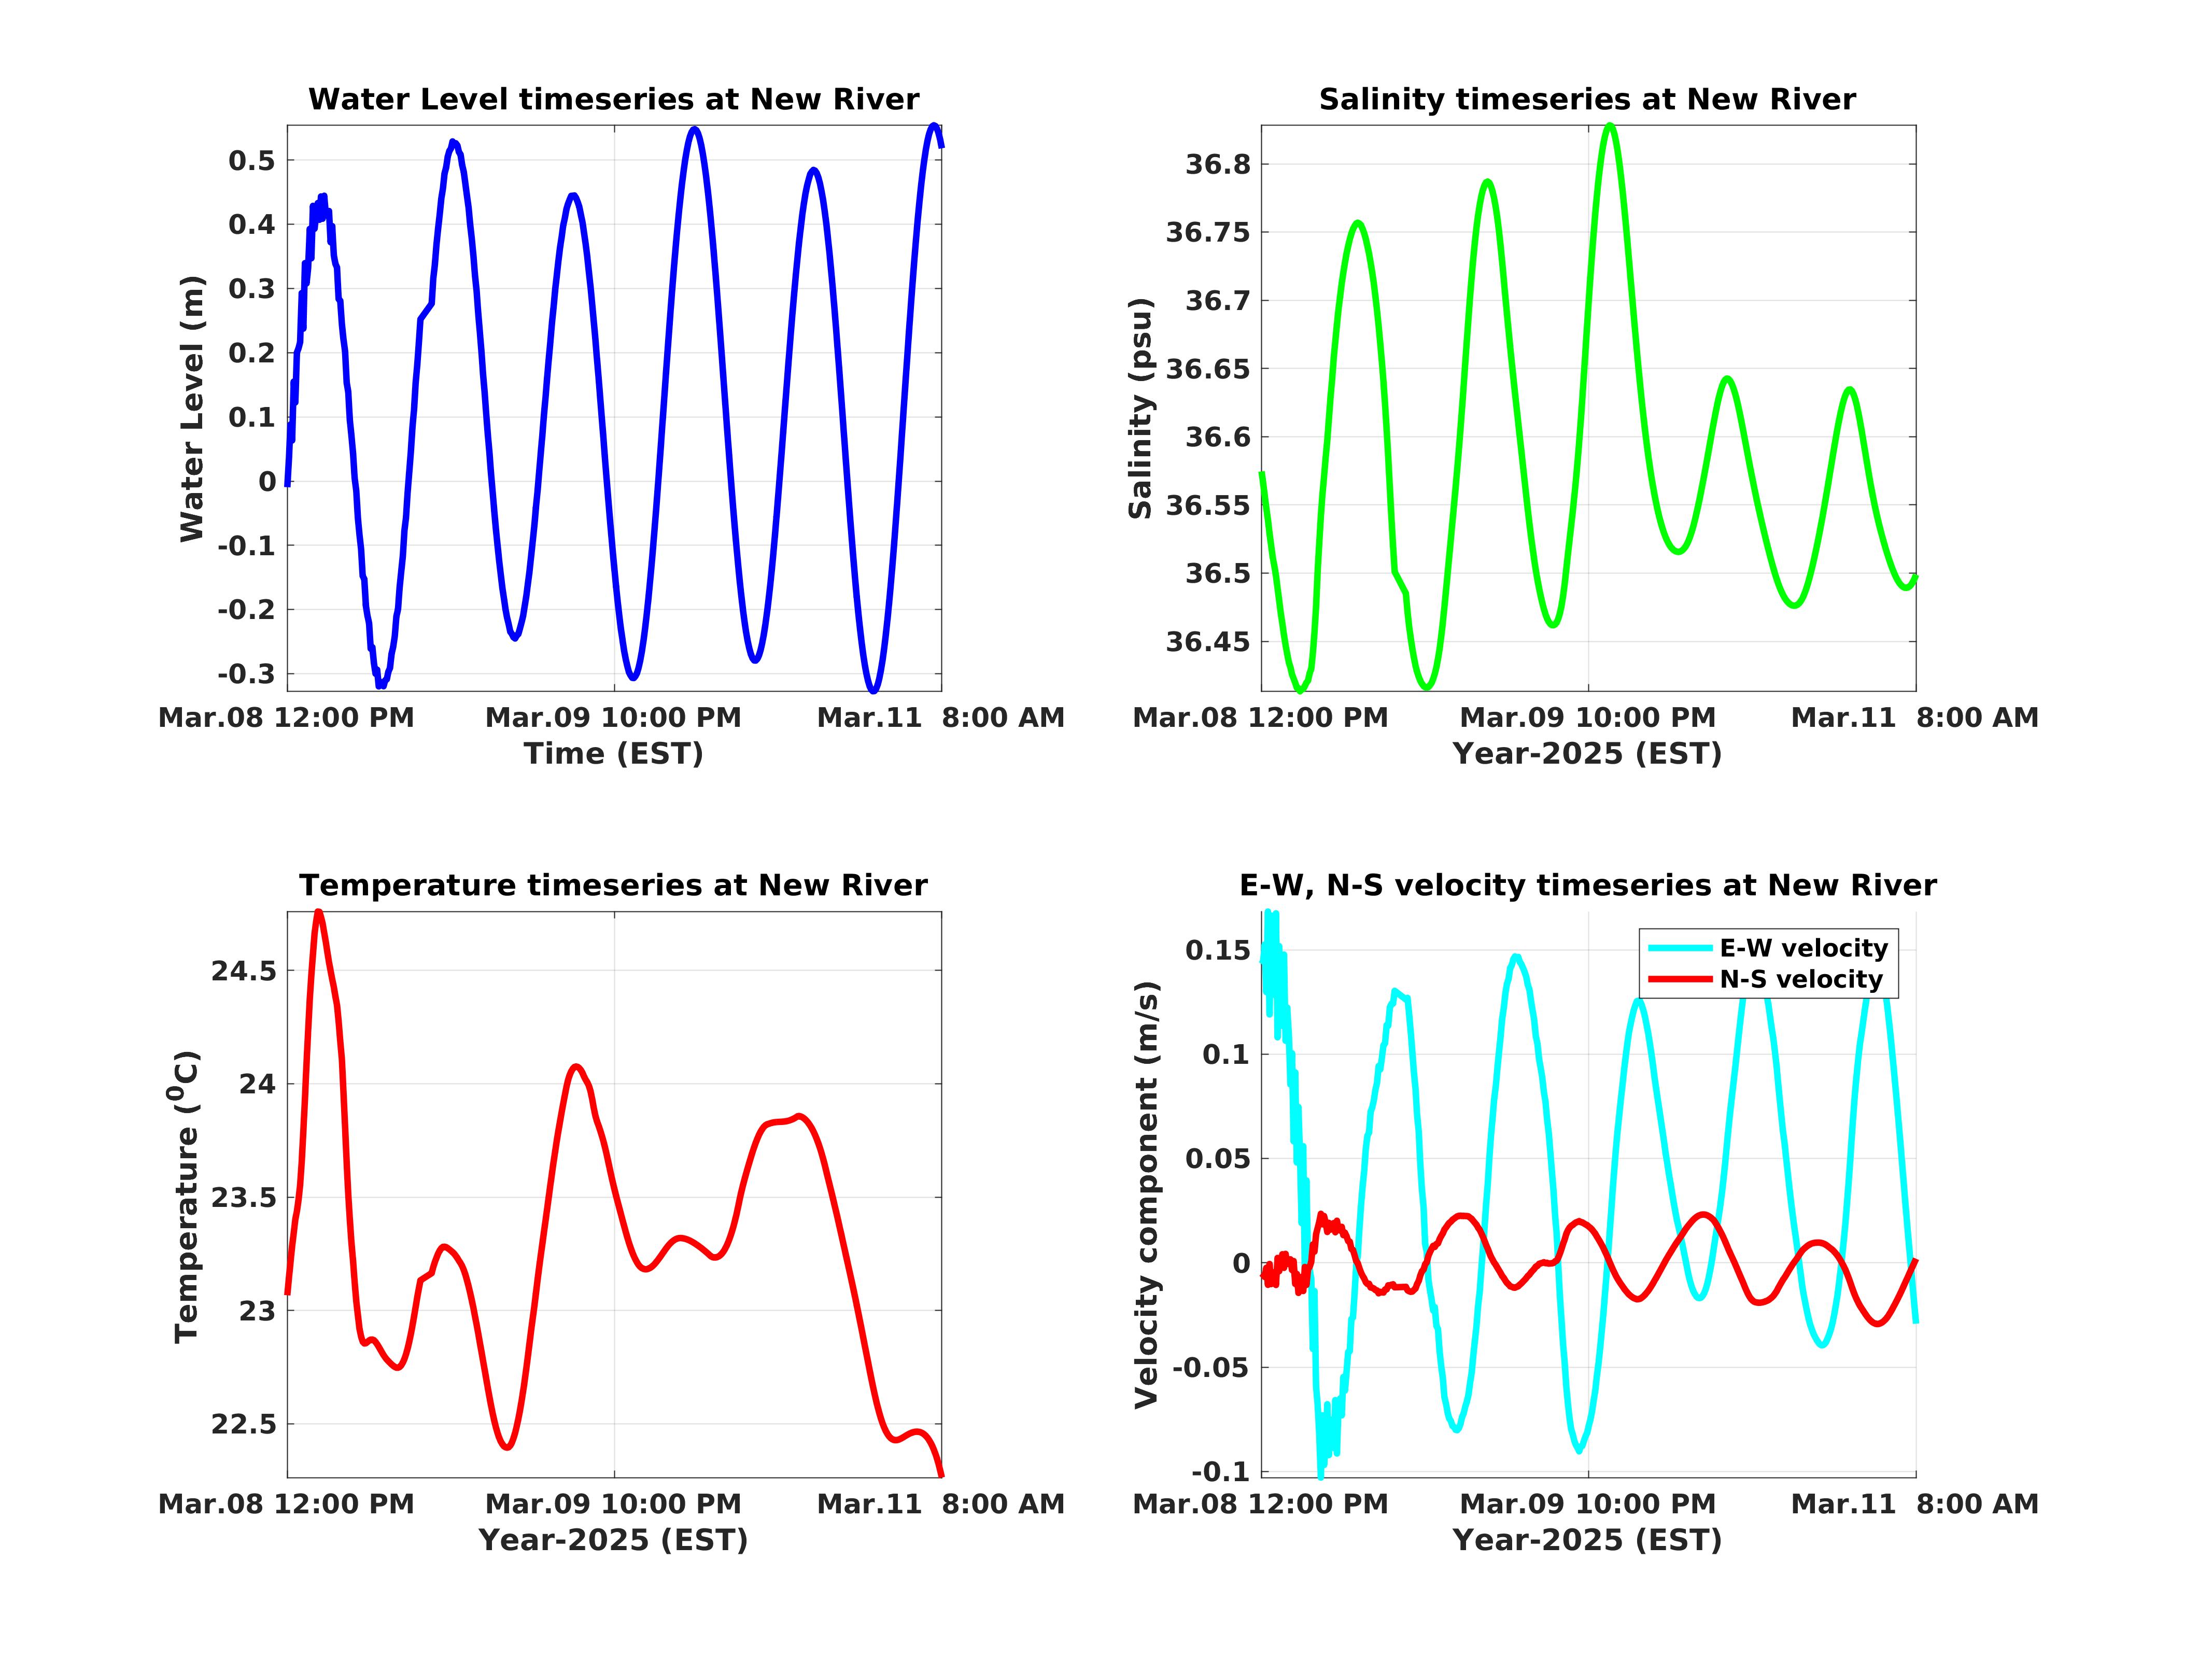 Water Level timeseries at New River
0.5
0.4
0.3
0.2
0.1
0
-0.1
-0.2
-0.3
Water Level (m)
Mar.08 12:00 PM Mar.09 10:00 PM Mar.11 8:00 AM
Time (EST)
Salinity timeseries at New River
36.8
36.75
36.7
36.65
36.6
36.55
36.5
36.45
Salinity (psu)
Mar.08 12:00 PM Mar.09 10:00 PM Mar.11 8:00 AM
Year-2025 (EST)
Temperature timeseries at New River
24.5
24
23.5
23
22.5
Temperature (⁰C)
Mar.08 12:00 PM Mar.09 10:00 PM Mar.11 8:00 AM
Year-2025 (EST)
E-W, N-S velocity timeseries at New River
0.15
0.1
0.05
0
-0.05
-0.1
Velocity component (m/s)
E-W velocity
N-S velocity
Mar.08 12:00 PM Mar.09 10:00 PM Mar.11 8:00 AM
Year-2025 (EST)